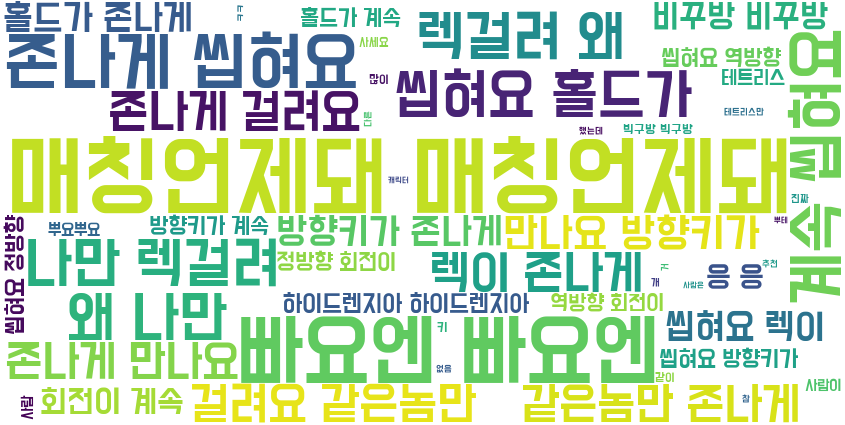 홀드가 존나게
ㅋㅋ
홀드가 계속
렉걸려 왜
비꾸방 비꾸방
존나게 씹혀요
사세요
씹혀요 역방향
많이
씹혀요 홀드가
테트리스
존나게 걸려요
테트리스만
했는데
빅구방 빅구방
계속 씹혀요
매칭언제돼 매칭언제돼
캐릭터
진짜
씹혀요 정방향
뿌요뿌요
방향키가 계속
방향키가 존나게
만나요 방향키가
뿌테
나만 렉걸려
정방향 회전이
렉이 존나게
걔
사람은
응 응
추천
왜 나만
하이드렌지아 하이드렌지아
역방향 회전이
빠요엔 빠요엔
키
씹혀요 렉이
존나게 만나요
없음
씹혀요 방향키가
같이
사람이
사람
회전이 계속
걸려요 같은놈만
같은놈만 존나게
참